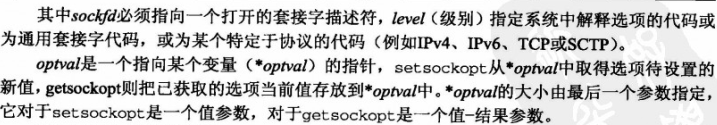 其中sockfd必须指向一个打开的套接字描述符，level（级别）指定系统中解释选项的代码或
为通用套接字代码，或为某个特定于协议的代码（例如IPv4、IPv6、TCP或SCTP）。
optval是一个指向某个变量（*optval）的指针，setsockopt从*optval中取得选项待设置的
新值，getsockopt则把已获取的选项当前值存放到*optval中。*optval的大小由最后一个参数指定，
它对于setsockopt是一个值参数，对于getsockopt是一个值-结果参数。